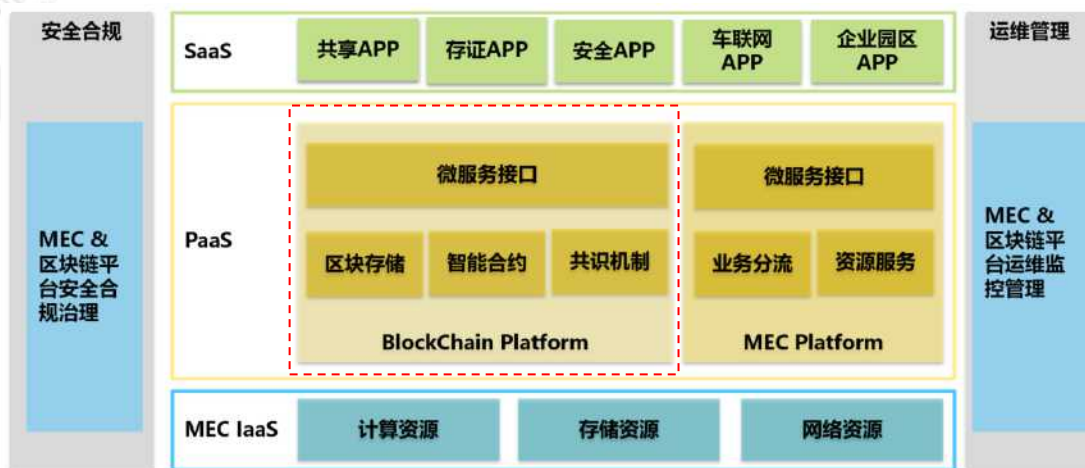 安全合规
MEC &
区块链平
台安全合
规治理
SaaS
共享APP
存证APP
安全APP
车联网
APP
企业园区
APP
PaaS
微服务接口
区块存储
智能合约
共识机制
BlockChain Platform
微服务接口
业务分流
资源服务
MEC Platform
MEC IaaS
计算资源
存储资源
网络资源
运维管理
MEC &
区块链平
台运维监
控管理